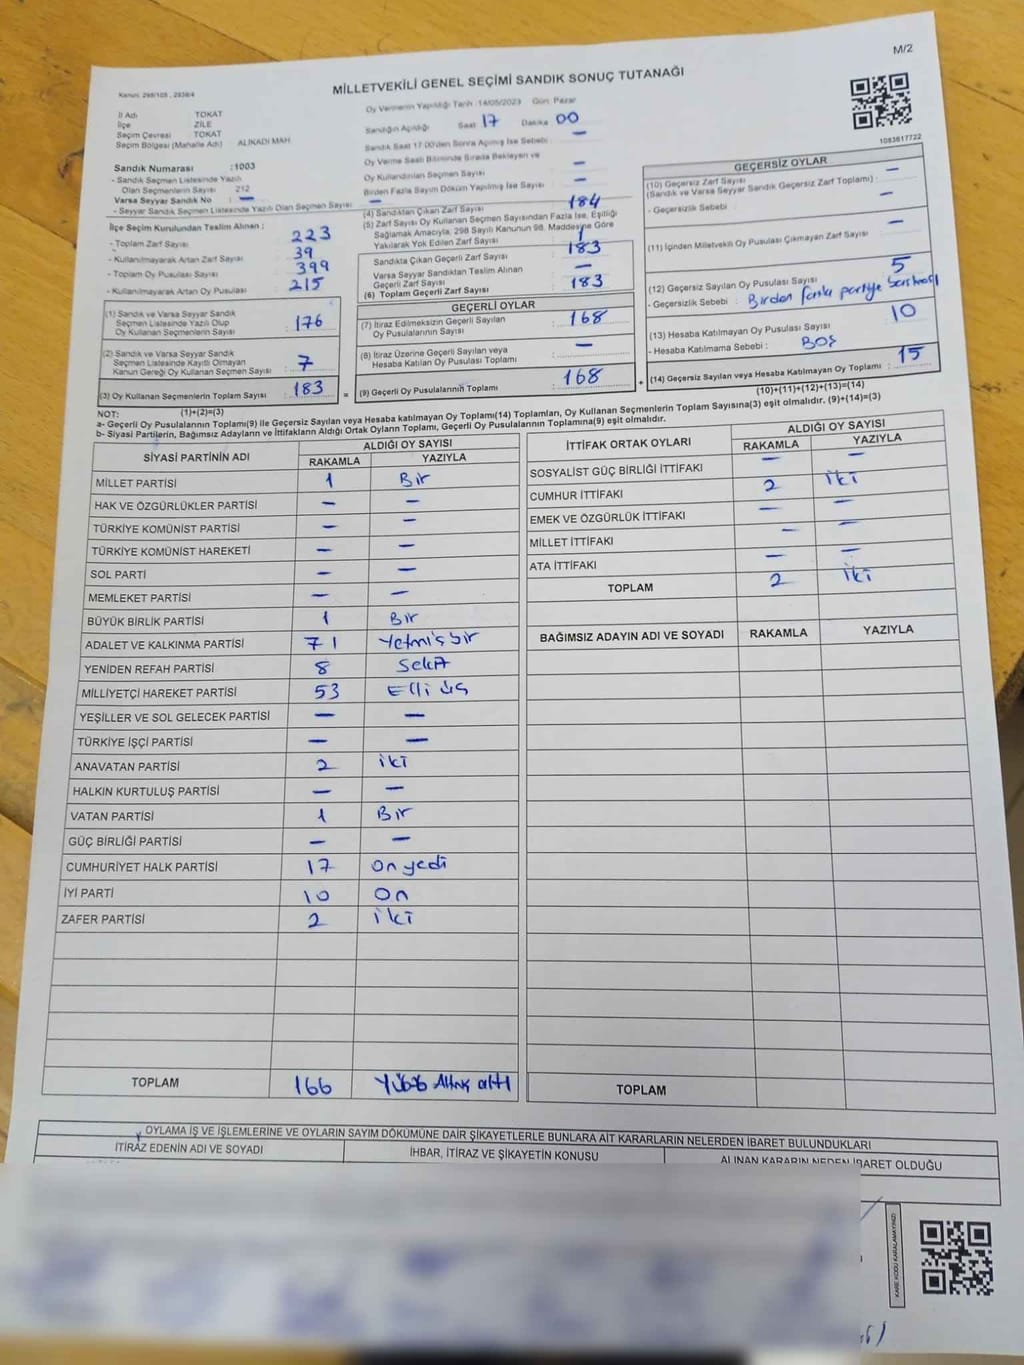 M/2
MİLLETVEKİLİ GENEL SEÇİMİ SANDIK SONUÇ TUTANAĞI
Kanun: 298/105 , 2839/4
1083617722
İl Adı TOKAT
İlçe ZİLE
Seçim Çevresi TOKAT
Seçim Bölgesi (Mahalle Adı) ALİKADI MAH
Sandık Numarası :1003
- Sandık Seçmen Listesinde Yazılı
Olan Seçmenlerin Sayısı 212
Varsa Seyyar Sandık No : —
- Seyyar Sandık Seçmen Listesinde Yazılı Olan Seçmen Sayısı —
İlçe Seçim Kurulundan Teslim Alınan :
- Toplam Zarf Sayısı 223
- Kullanılmayarak Artan Zarf Sayısı 39
- Toplam Oy Pusulası Sayısı 399
- Kullanılmayarak Artan Oy Pusulası 215
(1) Sandık ve Varsa Seyyar Sandık
Seçmen Listesinde Yazılı Olup
Oy Kullanan Seçmenlerin Sayısı : 176
(2) Sandık ve Varsa Seyyar Sandık
Seçmen Listesinde Kayıtlı Olmayan
Kanun Gereği Oy Kullanan Seçmen Sayısı : 7
(3) Oy Kullanan Seçmenlerin Toplam Sayısı : 183 =
Oy Vermenin Yapıldığı Tarih :14/05/2023 Gün: Pazar
Sandığın Açıldığı Saat 17 Dakika 00
Sandık Saat 17:00'den Sonra Açılmış İse Sebebi : —
Oy Verme Saati Bitiminde Sırada Bekleyen ve
Oy Kullandırılan Seçmen Sayısı —
Birden Fazla Sayım Döküm Yapılmış İse Sayısı : —
(4) Sandıktan Çıkan Zarf Sayısı 184
(5) Zarf Sayısı Oy Kullanan Seçmen Sayısından Fazla İse, Eşitliği
Sağlamak Amacıyla, 298 Sayılı Kanunun 98. Maddesine Göre
Yakılarak Yok Edilen Zarf Sayısı 1
Sandıkta Çıkan Geçerli Zarf Sayısı 183
Varsa Seyyar Sandıktan Teslim Alınan
Geçerli Zarf Sayısı —
(6) Toplam Geçerli Zarf Sayısı 183
GEÇERLİ OYLAR
(7) İtiraz Edilmeksizin Geçerli Sayılan
Oy Pusulalarının Sayısı : 168
(8) İtiraz Üzerine Geçerli Sayılan veya
Hesaba Katılan Oy Pusulası Toplamı : —
(9) Geçerli Oy Pusulalarının Toplamı : 168 +
GEÇERSİZ OYLAR
(10) Geçersiz Zarf Sayısı
(Sandık ve Varsa Seyyar Sandık Geçersiz Zarf Toplamı) : —
- Geçersizlik Sebebi : —
(11) İçinden Milletvekili Oy Pusulası Çıkmayan Zarf Sayısı —
(12) Geçersiz Sayılan Oy Pusulası Sayısı 5
- Geçersizlik Sebebi : Birden fazla partiye basılması
(13) Hesaba Katılmayan Oy Pusulası Sayısı 10
- Hesaba Katılmama Sebebi : BOŞ
(14) Geçersiz Sayılan veya Hesaba Katılmayan Oy Toplamı : 15
(10)+(11)+(12)+(13)=(14)
NOT: (1)+(2)=(3)
a- Geçerli Oy Pusulalarının Toplamı(9) ile Geçersiz Sayılan veya Hesaba katılmayan Oy Toplamı(14) Toplamları, Oy Kullanan Seçmenlerin Toplam Sayısına(3) eşit olmalıdır. (9)+(14)=(3)
b- Siyasi Partilerin, Bağımsız Adayların ve İttifakların Aldığı Ortak Oyların Toplamı, Geçerli Oy Pusulalarının Toplamına(9) eşit olmalıdır.
SİYASİ PARTİNİN ADI ALDIĞI OY SAYISI
RAKAMLA YAZIYLA
MİLLET PARTİSİ 1 Bir
HAK VE ÖZGÜRLÜKLER PARTİSİ — —
TÜRKİYE KOMÜNİST PARTİSİ — —
TÜRKİYE KOMÜNİST HAREKETİ — —
SOL PARTİ — —
MEMLEKET PARTİSİ — —
BÜYÜK BİRLİK PARTİSİ 1 Bir
ADALET VE KALKINMA PARTİSİ 71 Yetmiş bir
YENİDEN REFAH PARTİSİ 8 Sekiz
MİLLİYETÇİ HAREKET PARTİSİ 53 Elli üç
YEŞİLLER VE SOL GELECEK PARTİSİ — —
TÜRKİYE İŞÇİ PARTİSİ — —
ANAVATAN PARTİSİ 2 iki
HALKIN KURTULUŞ PARTİSİ — —
VATAN PARTİSİ 1 Bir
GÜÇ BİRLİĞİ PARTİSİ — —
CUMHURİYET HALK PARTİSİ 17 On yedi
İYİ PARTİ 10 On
ZAFER PARTİSİ 2 iki
TOPLAM 166 Yüz Altmış altı
İTTİFAK ORTAK OYLARI ALDIĞI OY SAYISI
RAKAMLA YAZIYLA
SOSYALİST GÜÇ BİRLİĞİ İTTİFAKI — —
CUMHUR İTTİFAKI 2 iki
EMEK VE ÖZGÜRLÜK İTTİFAKI — —
MİLLET İTTİFAKI — —
ATA İTTİFAKI — —
TOPLAM 2 iki
BAĞIMSIZ ADAYIN ADI VE SOYADI RAKAMLA YAZIYLA
TOPLAM
OYLAMA İŞ VE İŞLEMLERİNE VE OYLARIN SAYIM DÖKÜMÜNE DAİR ŞİKAYETLERLE BUNLARA AİT KARARLARIN NELERDEN İBARET BULUNDUKLARI
İTİRAZ EDENİN ADI VE SOYADI İHBAR, İTİRAZ VE ŞİKAYETİN KONUSU ALINAN KARARIN NEDEN İBARET OLDUĞU
KARE KODU KARALAMAYINIZ!